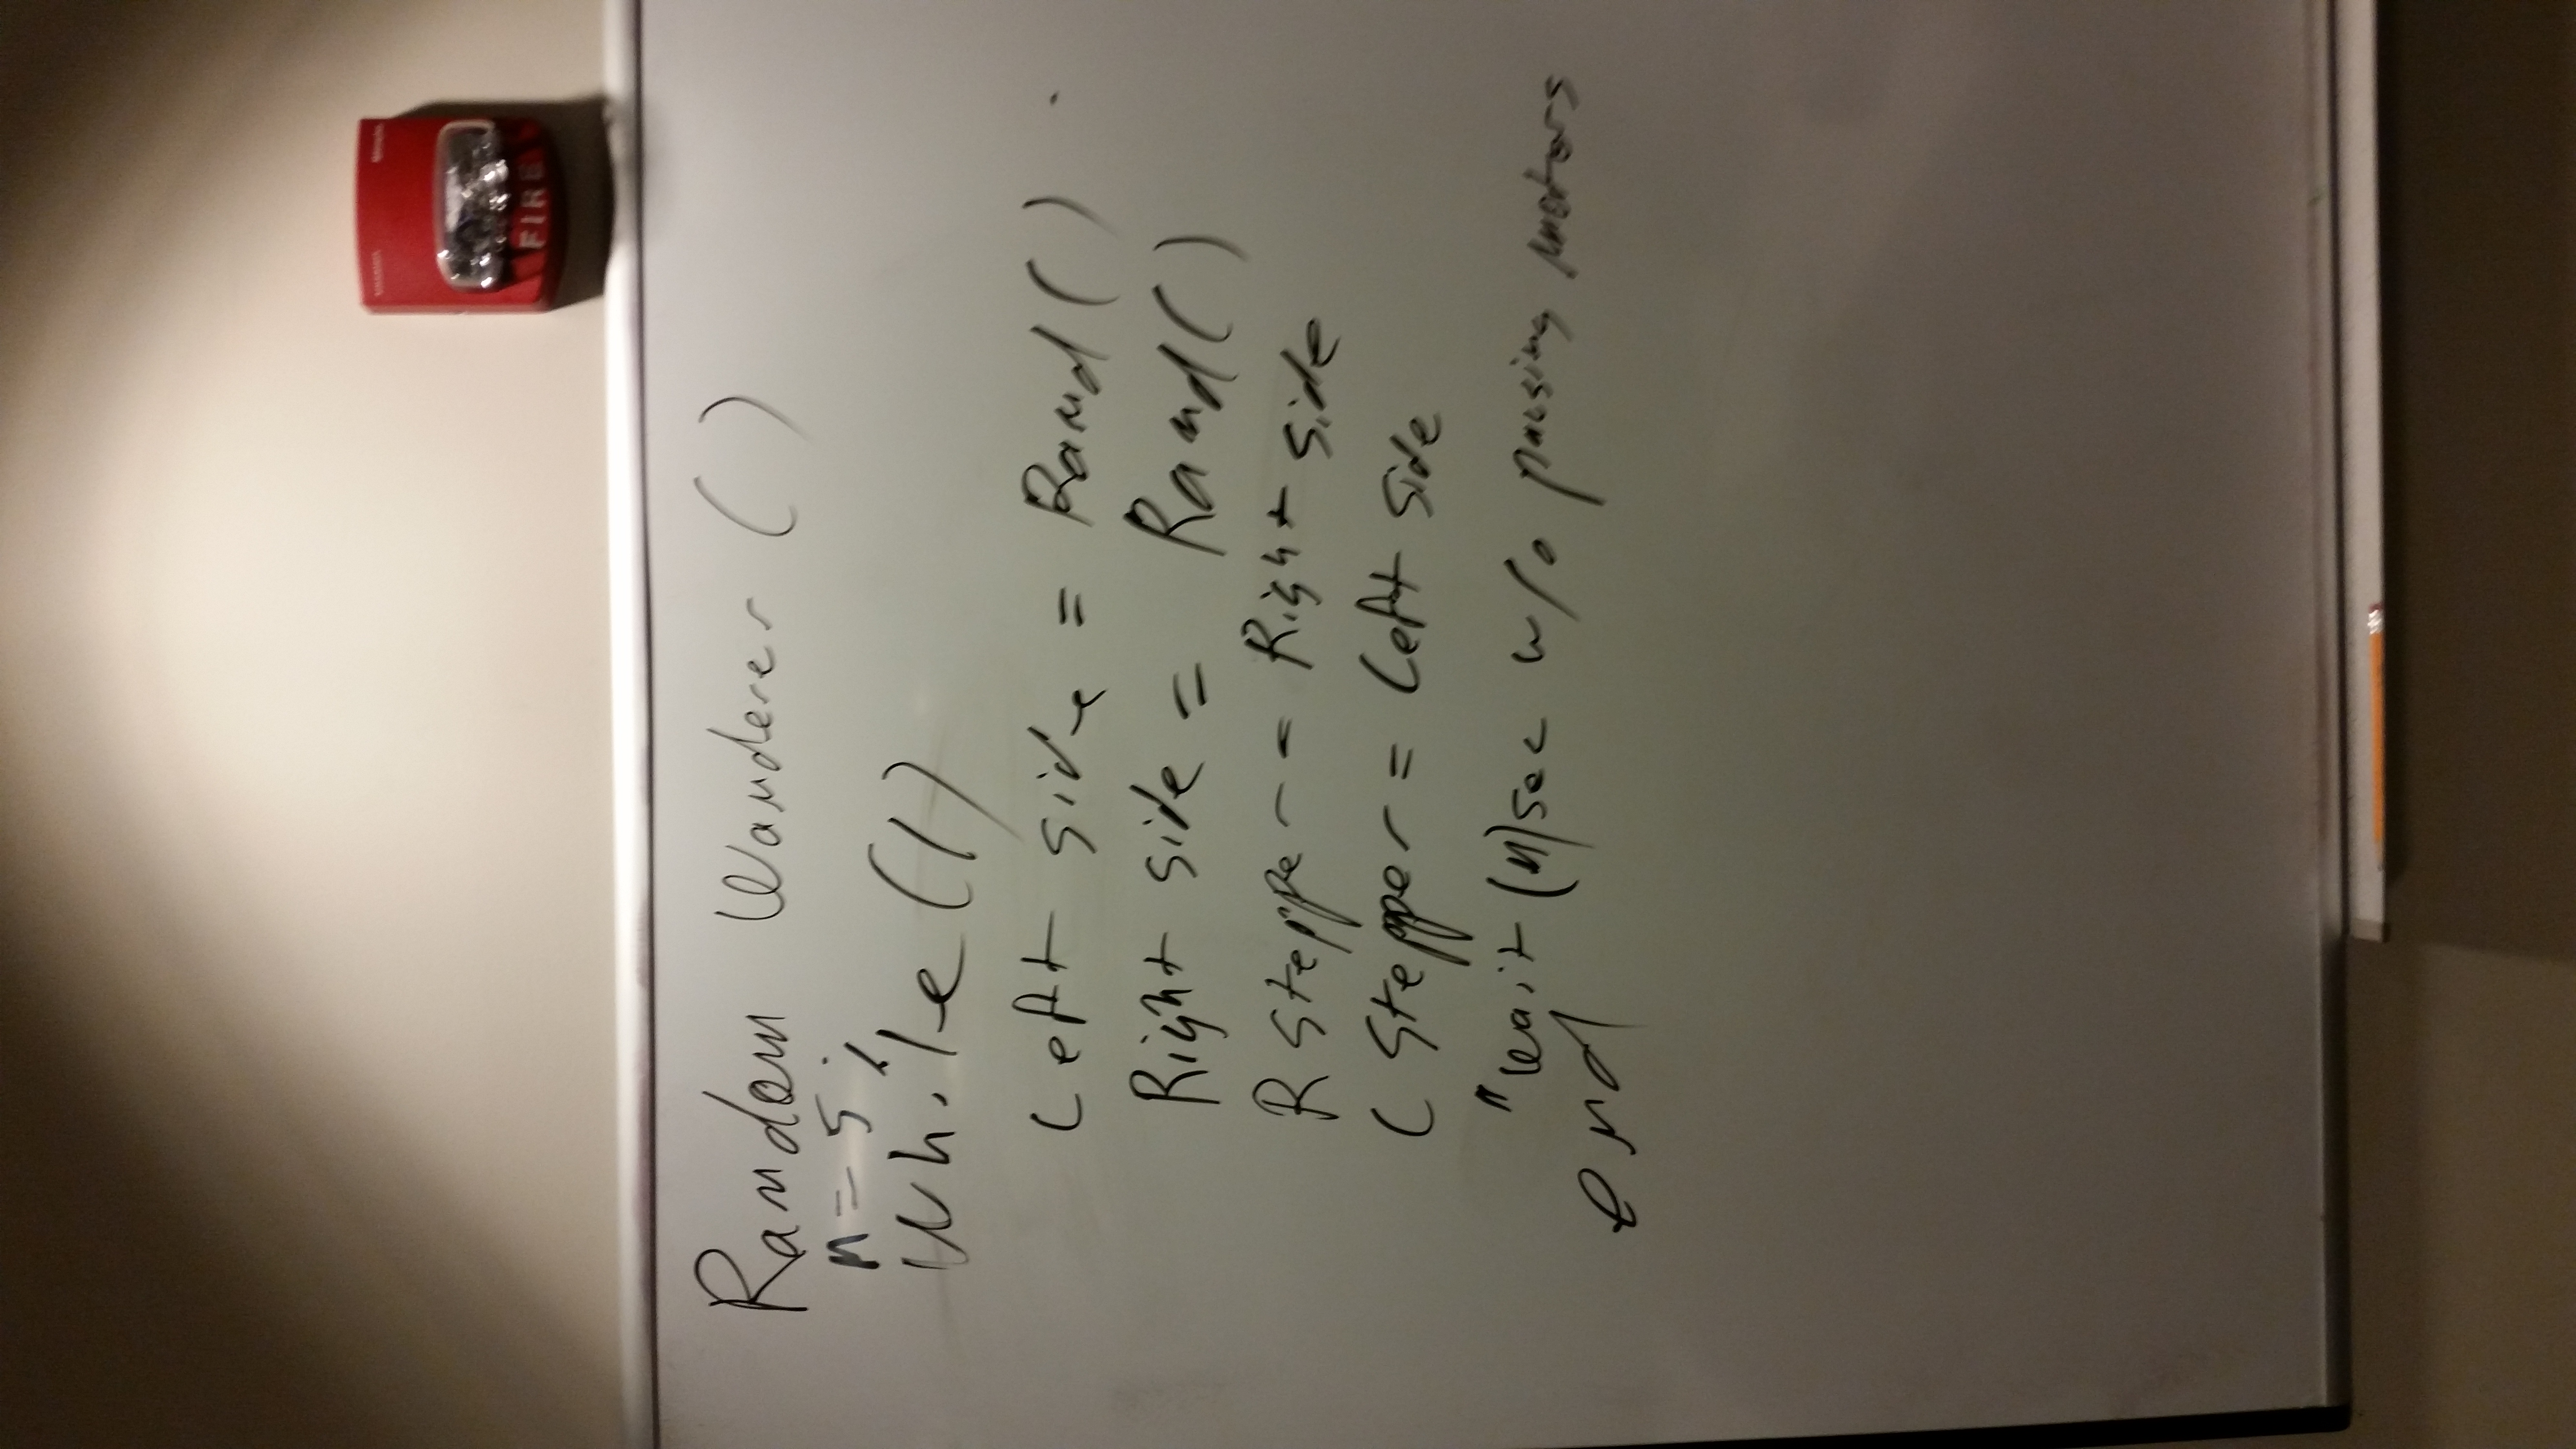 FIRE
Random Wanderer ( )
n = 5;
While (1)
Left side = Rand ( )
Right side = Rand ( )
R stepper = Right side
L Stepper = Left side
"wait (n) sec w/o pausing motors
end